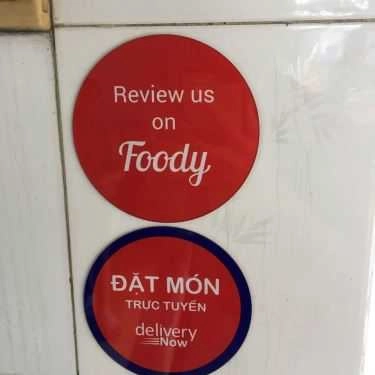 Review us
on
Foody
ĐẶT MÓN
TRỰC TUYẾN
delivery
Now